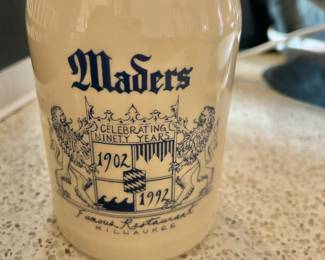 Maders
CELEBRATING
NINETY YEARS
1902
1992
Famous Restaurant
MILWAUKEE